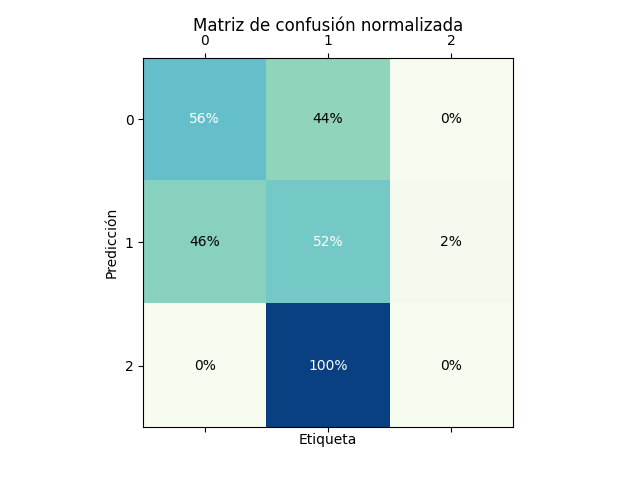 Matriz de confusión normalizada
0 1 2
0 56% 44% 0%
Predicción
1 46% 52% 2%
2 0% 100% 0%
Etiqueta